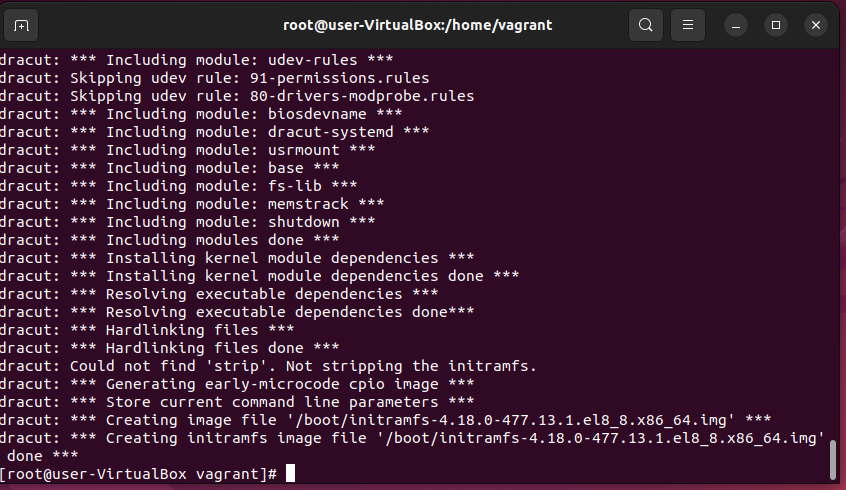 root@user-VirtualBox:/home/vagrant
dracut: *** Including module: udev-rules ***
dracut: Skipping udev rule: 91-permissions.rules
dracut: Skipping udev rule: 80-drivers-modprobe.rules
dracut: *** Including module: biosdevname ***
dracut: *** Including module: dracut-systemd ***
dracut: *** Including module: usrmount ***
dracut: *** Including module: base ***
dracut: *** Including module: fs-lib ***
dracut: *** Including module: memstrack ***
dracut: *** Including module: shutdown ***
dracut: *** Including modules done ***
dracut: *** Installing kernel module dependencies ***
dracut: *** Installing kernel module dependencies done ***
dracut: *** Resolving executable dependencies ***
dracut: *** Resolving executable dependencies done***
dracut: *** Hardlinking files ***
dracut: *** Hardlinking files done ***
dracut: Could not find 'strip'. Not stripping the initramfs.
dracut: *** Generating early-microcode cpio image ***
dracut: *** Store current command line parameters ***
dracut: *** Creating image file '/boot/initramfs-4.18.0-477.13.1.el8_8.x86_64.img' ***
dracut: *** Creating initramfs image file '/boot/initramfs-4.18.0-477.13.1.el8_8.x86_64.img'
done ***
[root@user-VirtualBox vagrant]#